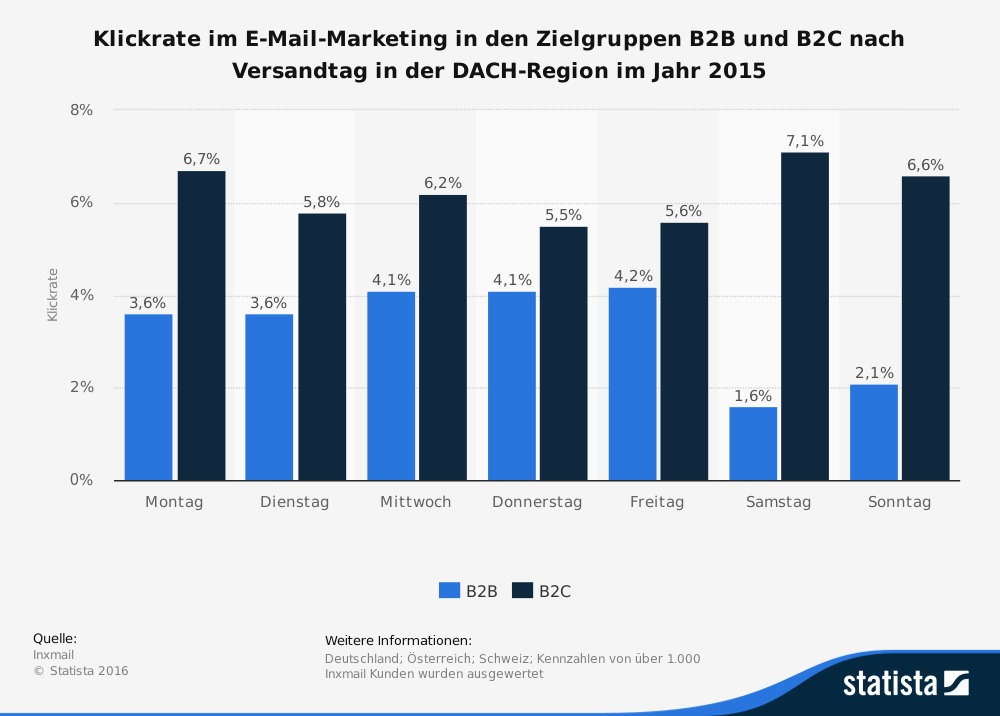 Klickrate im E-Mail-Marketing in den Zielgruppen B2B und B2C nach
Versandtag in der DACH-Region im Jahr 2015
8%
6%
4%
2%
0%
Klickrate
3,6%
6,7%
3,6%
5,8%
4,1%
6,2%
4,1%
5,5%
4,2%
5,6%
1,6%
7,1%
2,1%
6,6%
Montag
Dienstag
Mittwoch
Donnerstag
Freitag
Samstag
Sonntag
B2B
B2C
Quelle:
Inxmail
© Statista 2016
Weitere Informationen:
Deutschland; Österreich; Schweiz; Kennzahlen von über 1.000
Inxmail Kunden wurden ausgewertet
statista